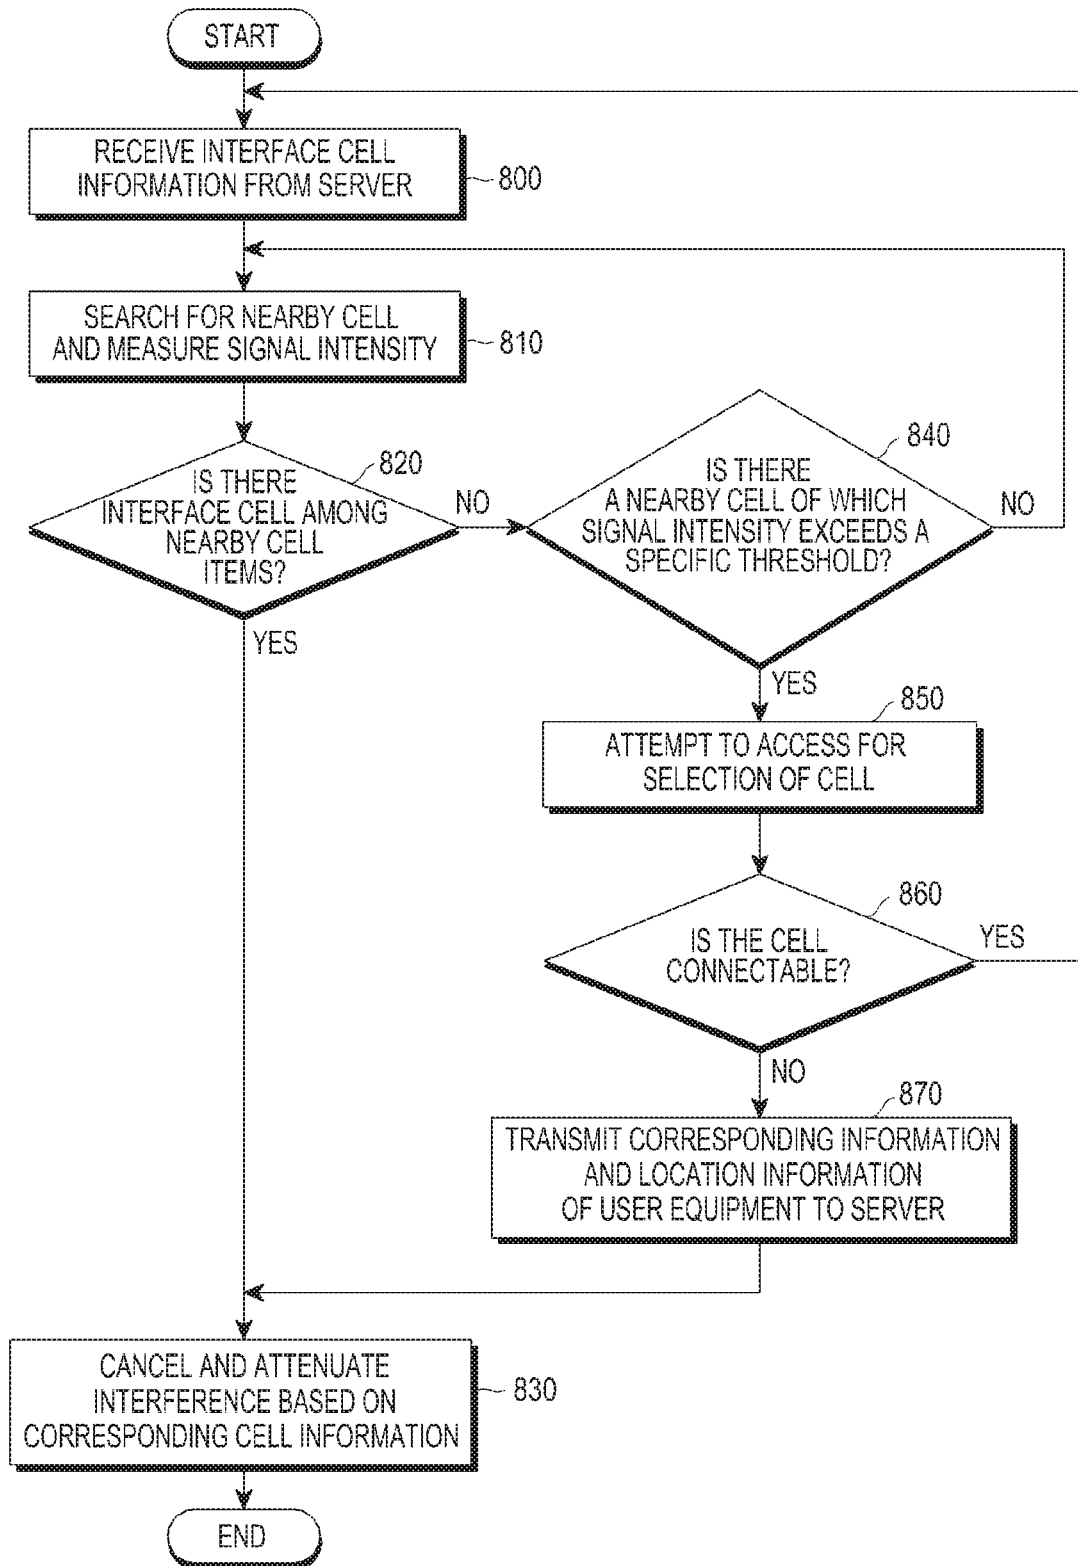 START
RECEIVE INTERFACE CELL
INFORMATION FROM SERVER
800
SEARCH FOR NEARBY CELL
AND MEASURE SIGNAL INTENSITY
810
820
IS THERE
INTERFACE CELL AMONG
NEARBY CELL
ITEMS?
NO
YES
840
IS THERE
A NEARBY CELL OF WHICH
SIGNAL INTENSITY EXCEEDS A
SPECIFIC THRESHOLD?
NO
YES
850
ATTEMPT TO ACCESS FOR
SELECTION OF CELL
860
IS THE CELL
CONNECTABLE?
YES
NO
870
TRANSMIT CORRESPONDING INFORMATION
AND LOCATION INFORMATION
OF USER EQUIPMENT TO SERVER
CANCEL AND ATTENUATE
INTERFERENCE BASED ON
CORRESPONDING CELL INFORMATION
830
END